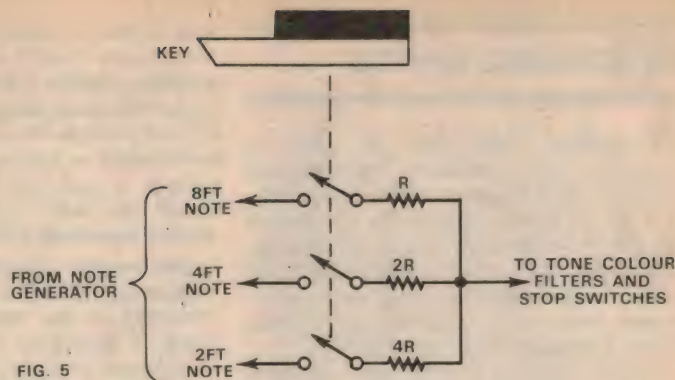 KEY
8FT
NOTE
R
FROM NOTE
GENERATOR
4FT
NOTE
2R
TO TONE COLOUR
FILTERS AND
STOP SWITCHES
2FT
NOTE
4R
FIG. 5